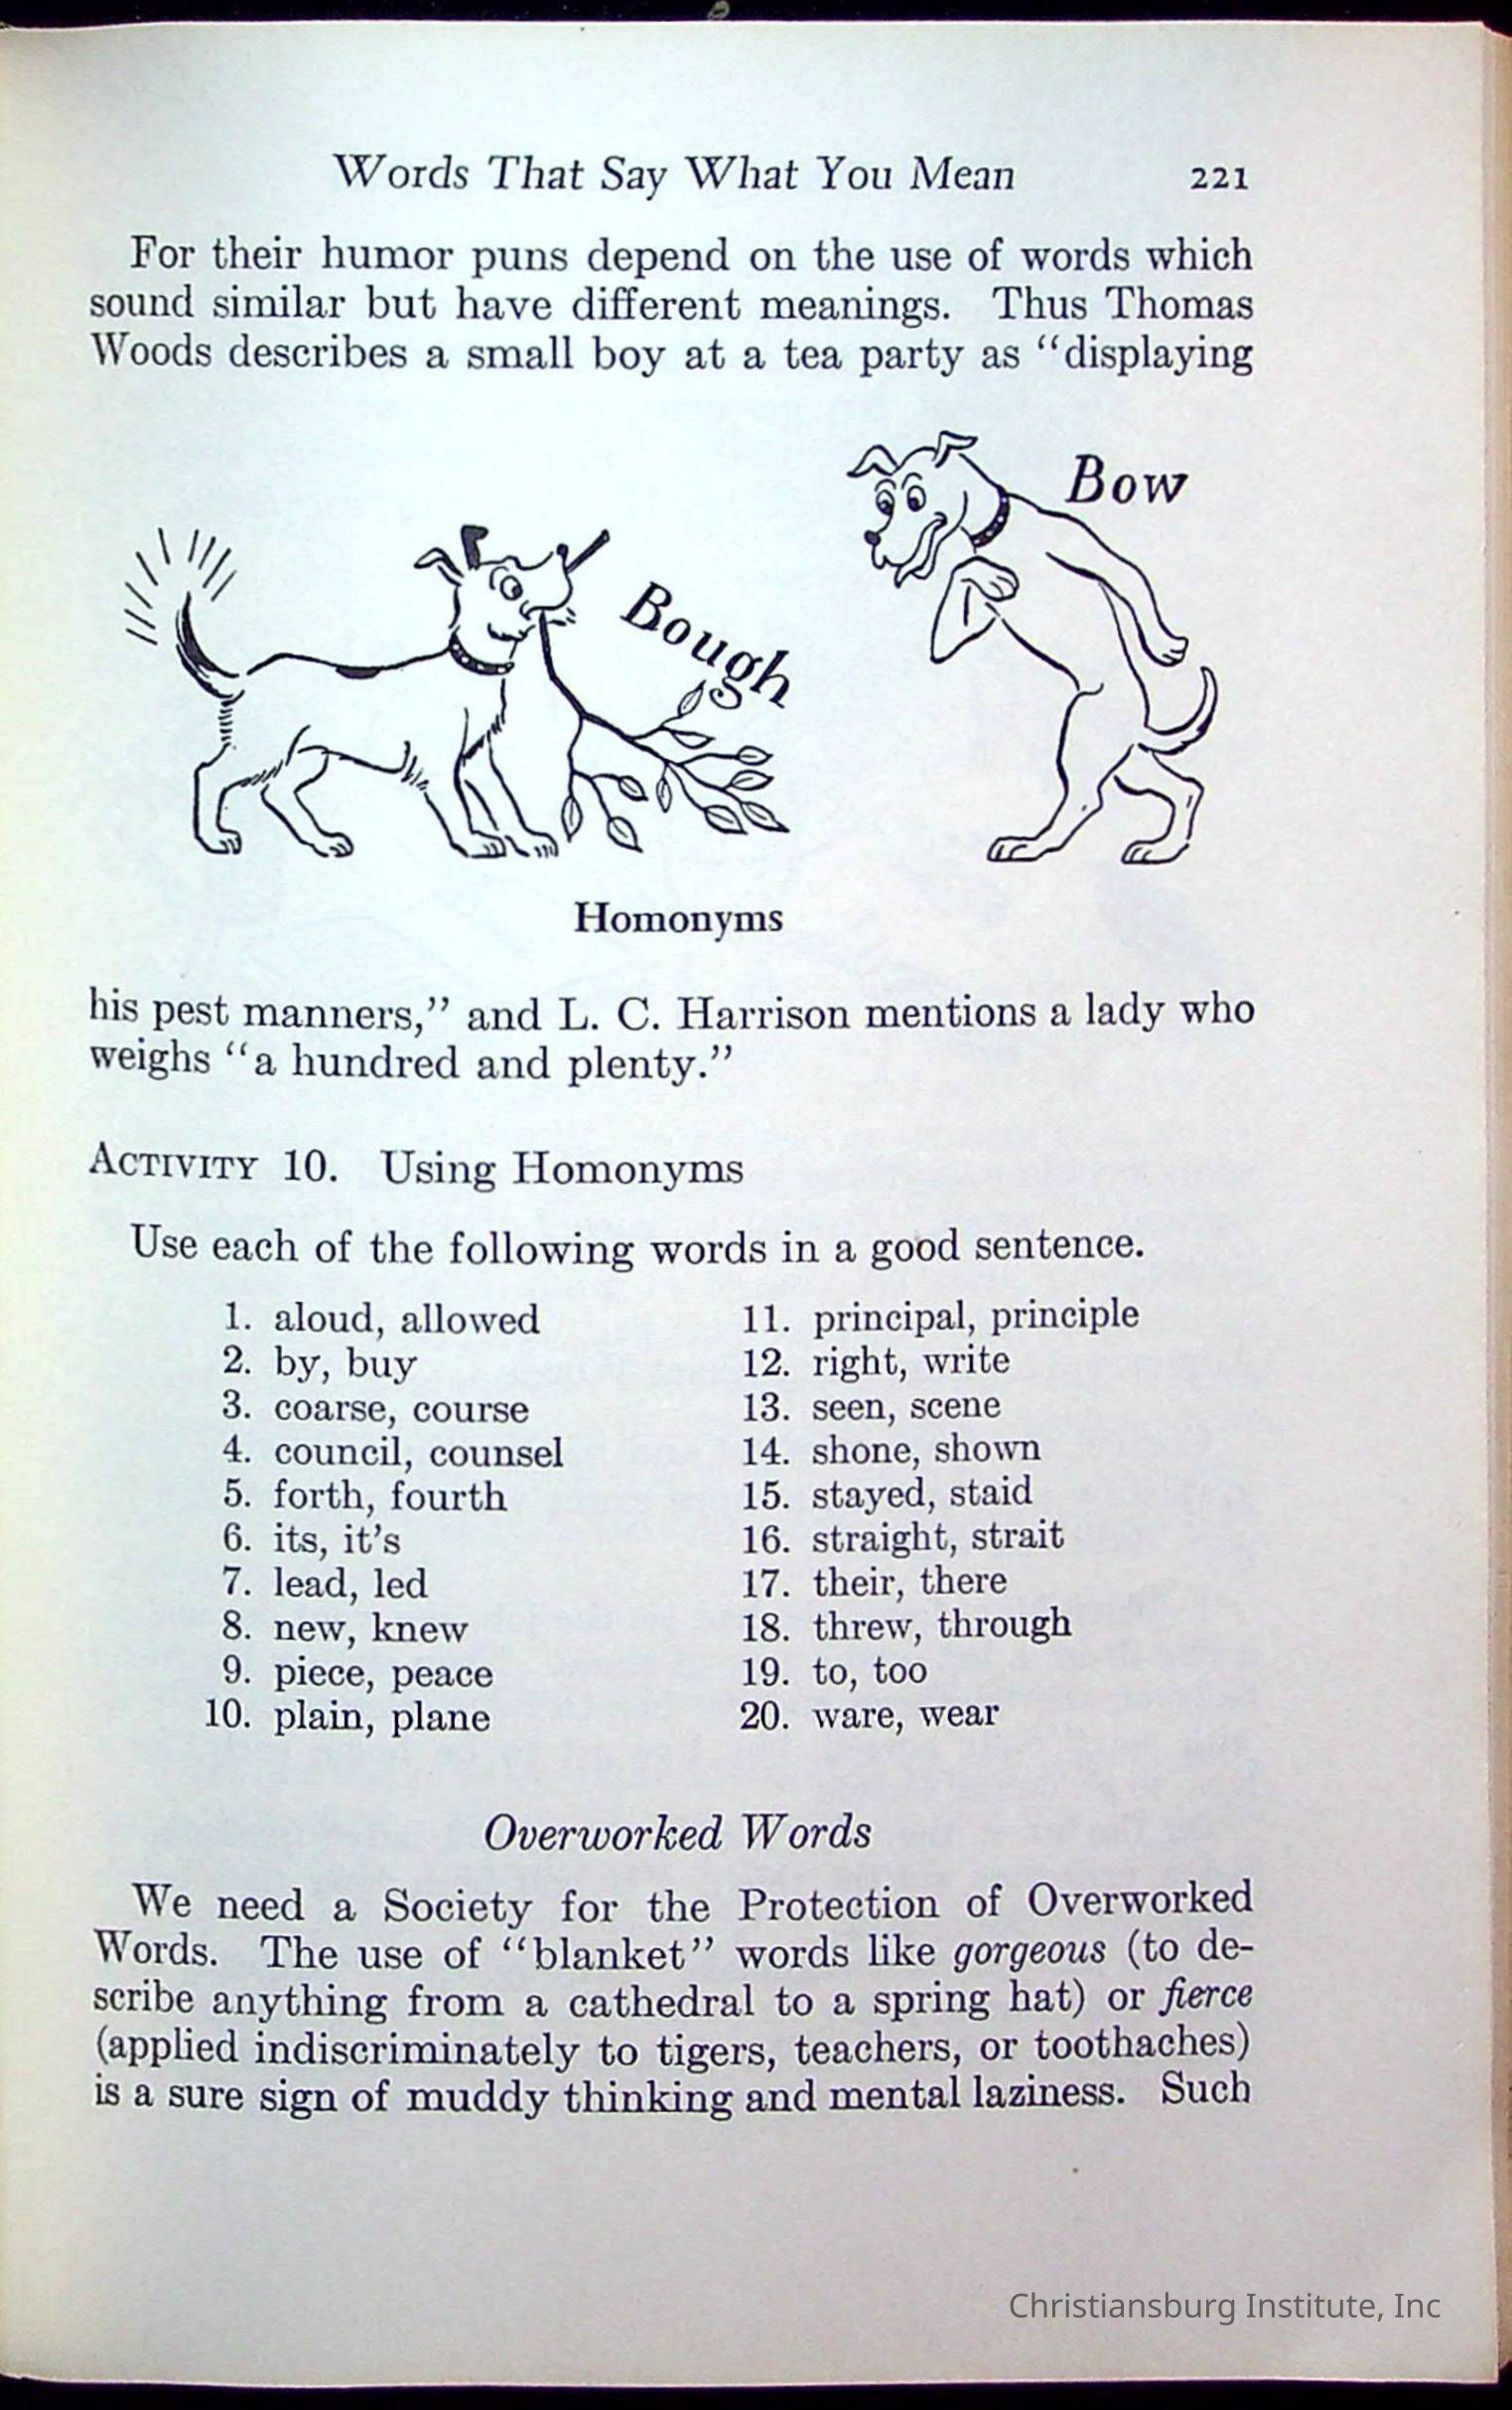 Words That Say What You Mean 221
For their humor puns depend on the use of words which
sound similar but have different meanings. Thus Thomas
Woods describes a small boy at a tea party as “displaying
Bow
Bough
Homonyms
his pest manners,” and L. C. Harrison mentions a lady who
weighs “a hundred and plenty.”
ACTIVITY 10. Using Homonyms
Use each of the following words in a good sentence.
1. aloud, allowed
2. by, buy
3. coarse, course
4. council, counsel
5. forth, fourth
6. its, it’s
7. lead, led
8. new, knew
9. piece, peace
10. plain, plane
11. principal, principle
12. right, write
13. seen, scene
14. shone, shown
15. stayed, staid
16. straight, strait
17. their, there
18. threw, through
19. to, too
20. ware, wear
Overworked Words
We need a Society for the Protection of Overworked
Words. The use of “blanket” words like gorgeous (to de-
scribe anything from a cathedral to a spring hat) or fierce
(applied indiscriminately to tigers, teachers, or toothaches)
is a sure sign of muddy thinking and mental laziness. Such
Christiansburg Institute, Inc